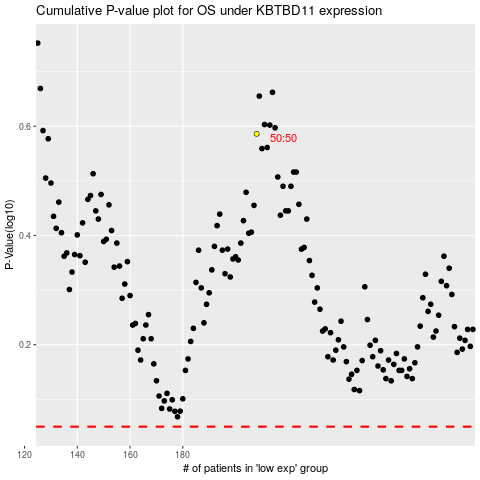 Cumulative P-value plot for OS under KBTBD11 expression
P-Value(log10)
0.6
0.4
0.2
50:50
120
140
160
180
# of patients in 'low exp' group